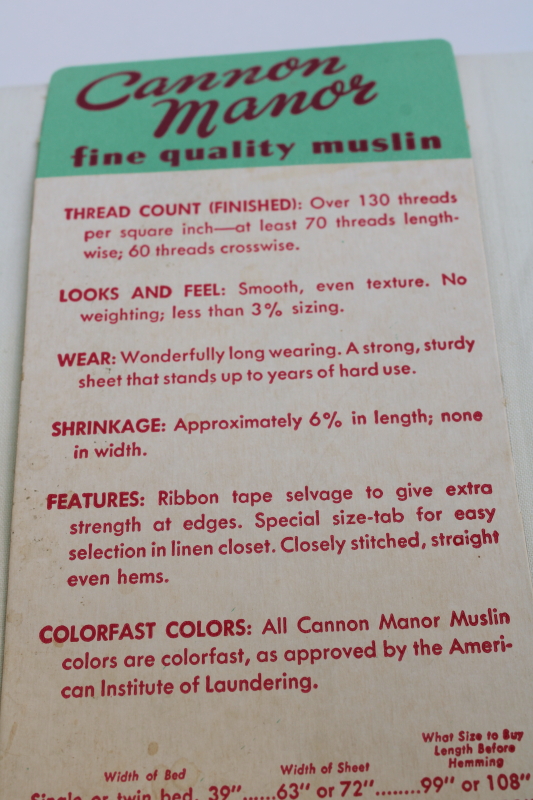 Cannon
Manor
fine quality muslin
THREAD COUNT (FINISHED): Over 130 threads
per square inch—at least 70 threads length-
wise; 60 threads crosswise.
LOOKS AND FEEL: Smooth, even texture. No
weighting; less than 3% sizing.
WEAR: Wonderfully long wearing. A strong, sturdy
sheet that stands up to years of hard use.
SHRINKAGE: Approximately 6% in length; none
in width.
FEATURES: Ribbon tape selvage to give extra
strength at edges. Special size-tab for easy
selection in linen closet. Closely stitched, straight
even hems.
COLORFAST COLORS: All Cannon Manor Muslin
colors are colorfast, as approved by the Ameri-
can Institute of Laundering.
What Size to Buy
Length Before
Hemming
Width of Bed Width of Sheet
Single or twin bed, 39"......63" or 72"........99" or 108"